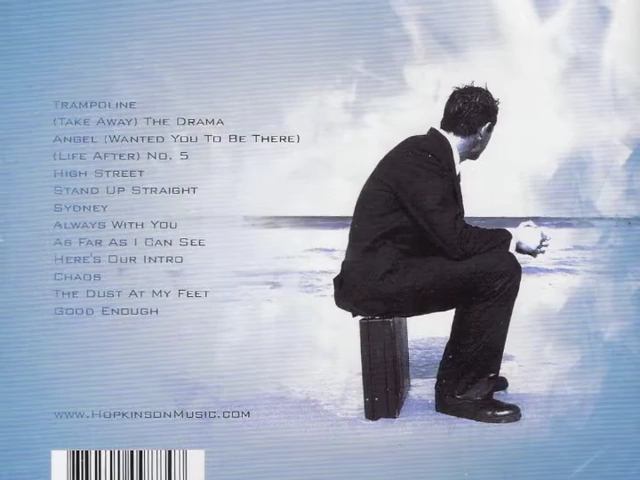 Trampoline
(Take Away) The Drama
Angel (Wanted You To Be There)
(Life After) No. 5
High Street
Stand Up Straight
Sydney
Always With You
As Far As I Can See
Here's Our Intro
Chaos
The Dust At My Feet
Good Enough
www.HopkinsonMusic.com